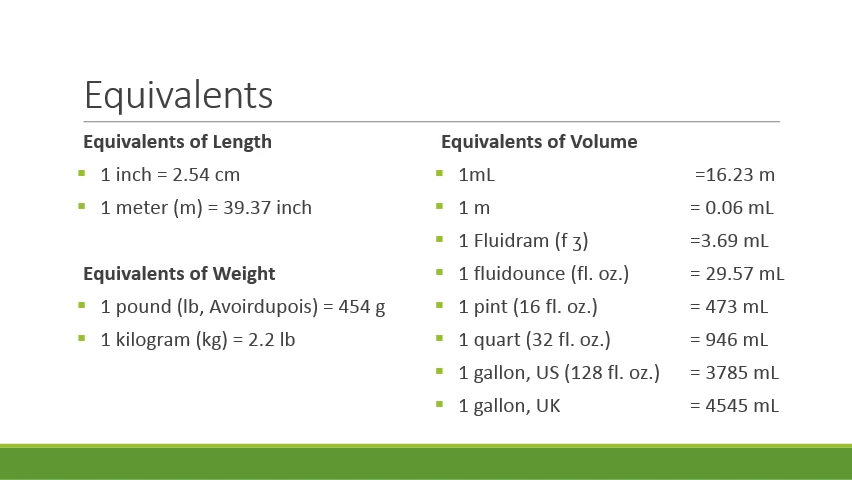 Equivalents
Equivalents of Length
1 inch = 2.54 cm
1 meter (m) = 39.37 inch
Equivalents of Weight
1 pound (lb, Avoirdupois) = 454 g
1 kilogram (kg) = 2.2 lb
Equivalents of Volume
1mL =16.23 m
1 m = 0.06 mL
1 Fluidram (f ʒ) =3.69 mL
1 fluidounce (fl. oz.) = 29.57 mL
1 pint (16 fl. oz.) = 473 mL
1 quart (32 fl. oz.) = 946 mL
1 gallon, US (128 fl. oz.) = 3785 mL
1 gallon, UK = 4545 mL